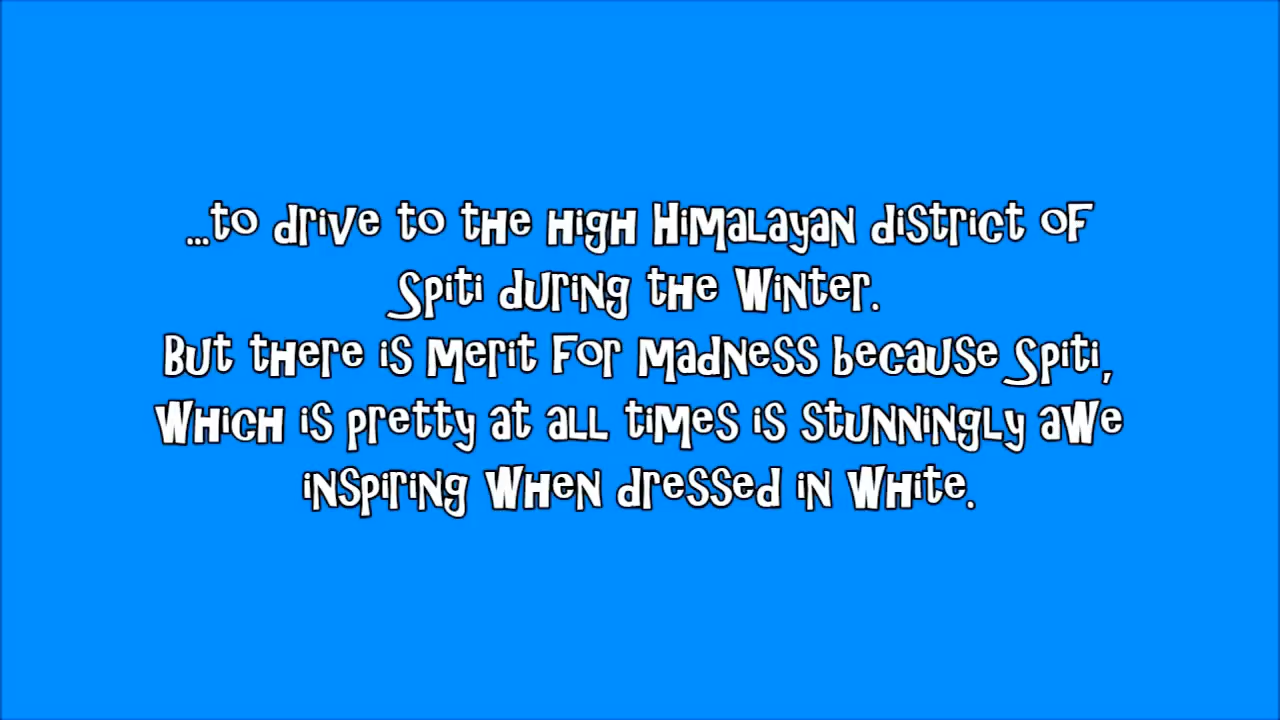 ...to drive to the high Himalayan district of
Spiti during the Winter.
But there is merit for madness because Spiti,
which is pretty at all times is stunningly awe
inspiring when dressed in white.